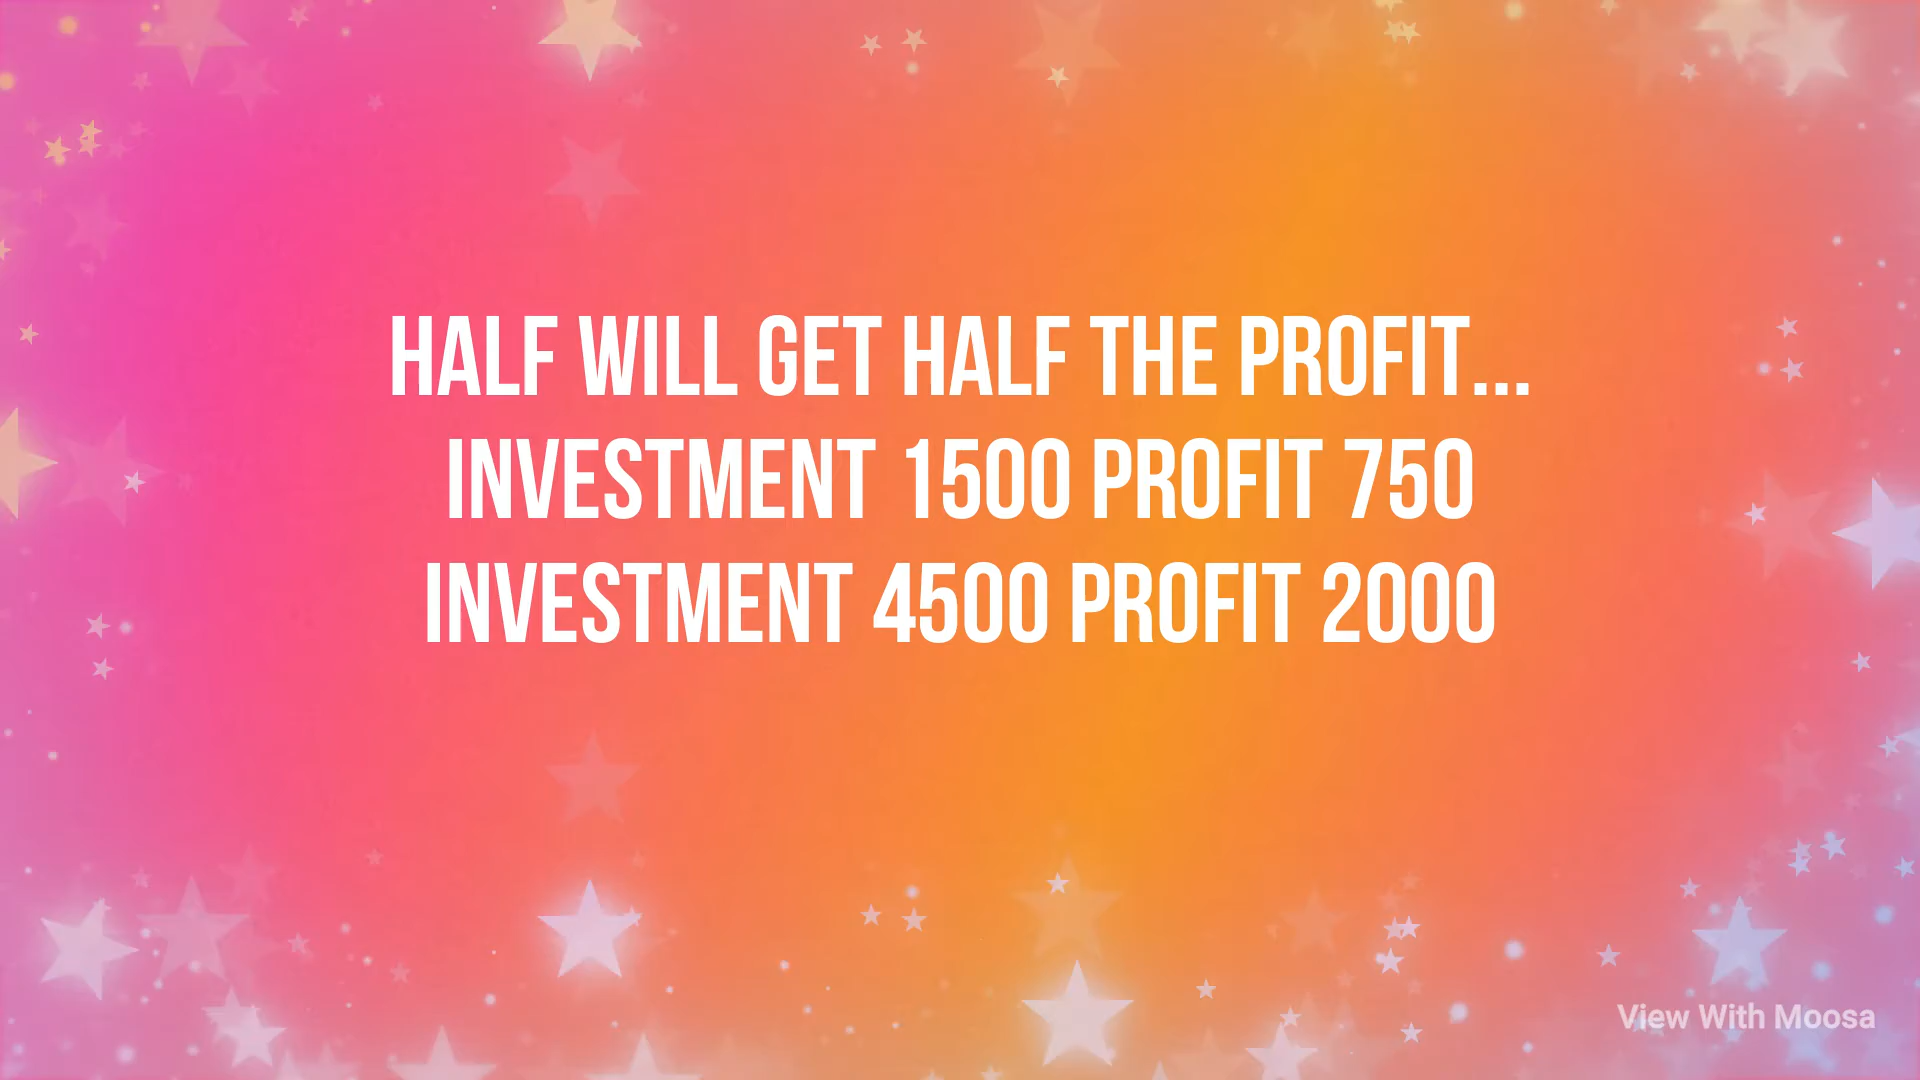 HALF WILL GET HALF THE PROFIT...
INVESTMENT 1500 PROFIT 750
INVESTMENT 4500 PROFIT 2000
View With Moosa